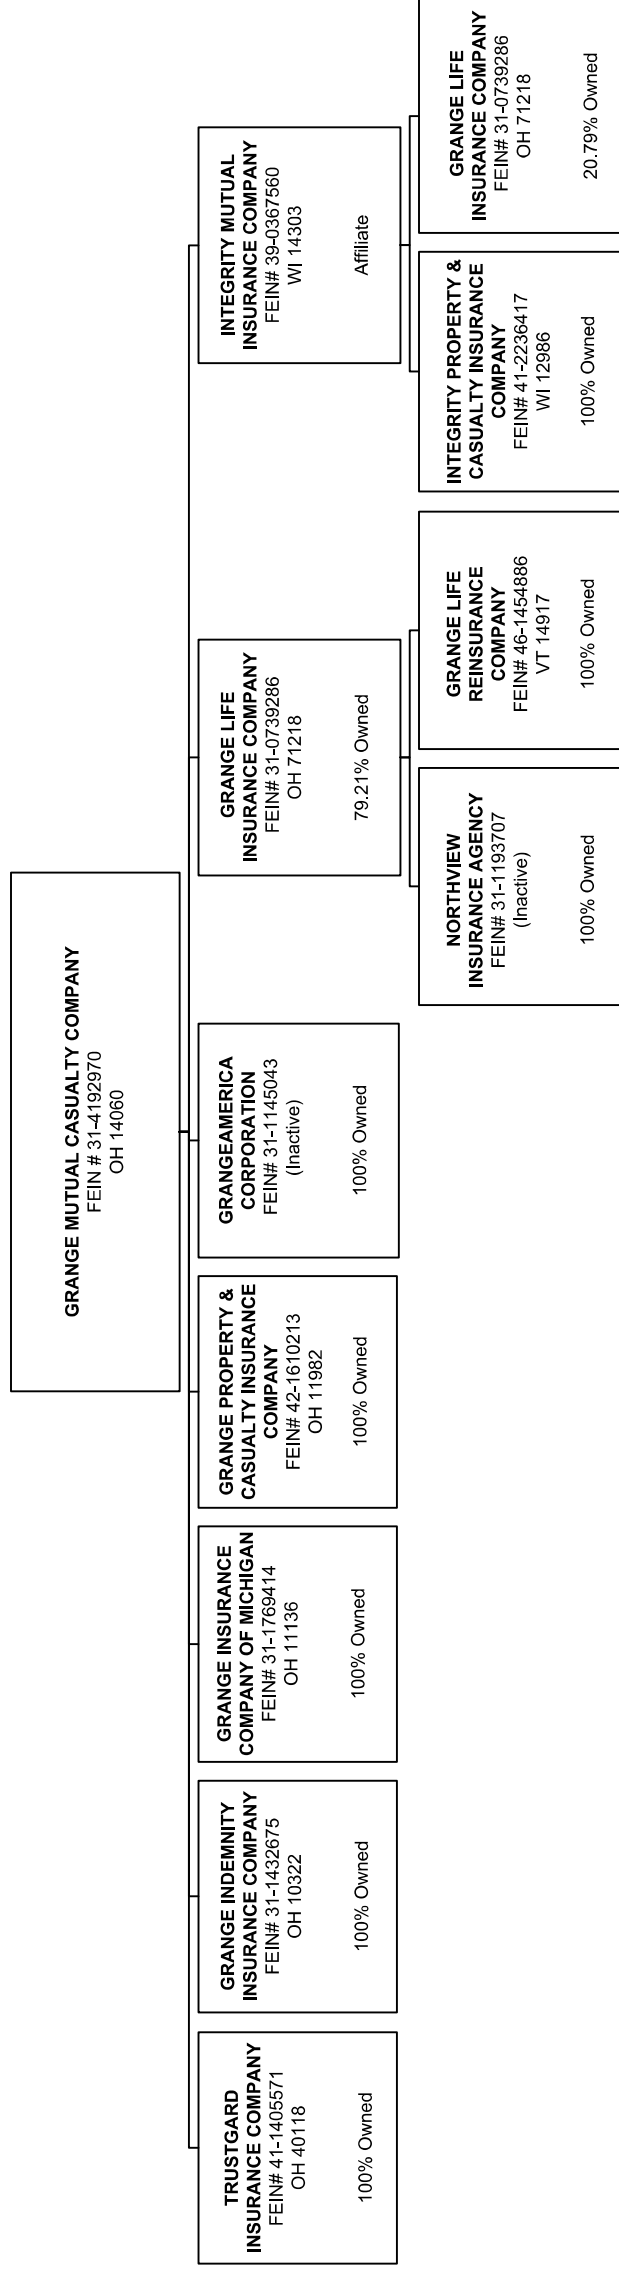 GRANGE MUTUAL CASUALTY COMPANY
FEIN # 31-4192970
OH 14060
TRUSTGARD
INSURANCE COMPANY
FEIN# 41-1405571
OH 40118
100% Owned
GRANGE INDEMNITY
INSURANCE COMPANY
FEIN# 31-1432675
OH 10322
100% Owned
GRANGE INSURANCE
COMPANY OF MICHIGAN
FEIN# 31-1769414
OH 11136
100% Owned
GRANGE PROPERTY &
CASUALTY INSURANCE
COMPANY
FEIN# 42-1610213
OH 11982
100% Owned
GRANGEAMERICA
CORPORATION
FEIN# 31-1145043
(Inactive)
100% Owned
GRANGE LIFE
INSURANCE COMPANY
FEIN# 31-0739286
OH 71218
79.21% Owned
INTEGRITY MUTUAL
INSURANCE COMPANY
FEIN# 39-0367560
WI 14303
Affiliate
NORTHVIEW
INSURANCE AGENCY
FEIN# 31-1193707
(Inactive)
100% Owned
GRANGE LIFE
REINSURANCE
COMPANY
FEIN# 46-1454886
VT 14917
100% Owned
INTEGRITY PROPERTY &
CASUALTY INSURANCE
COMPANY
FEIN# 41-2236417
WI 12986
100% Owned
GRANGE LIFE
INSURANCE COMPANY
FEIN# 31-0739286
OH 71218
20.79% Owned